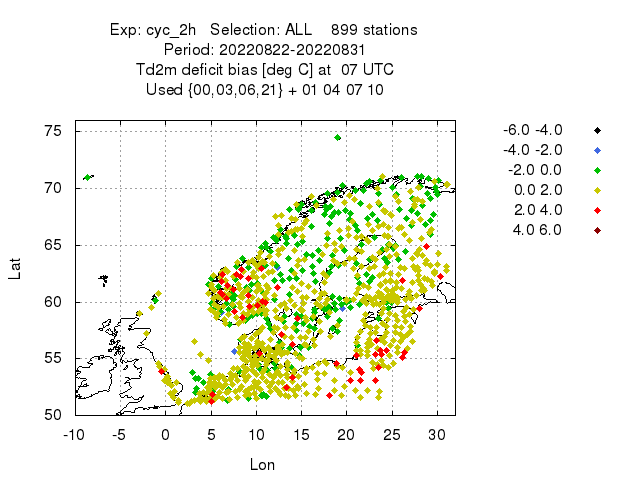 Exp: cyc_2h   Selection: ALL    899 stations
Period: 20220822-20220831
Td2m deficit bias [deg C] at  07 UTC
Used {00,03,06,21} + 01 04 07 10
-6.0 -4.0
-4.0 -2.0
-2.0 0.0
0.0 2.0
2.0 4.0
4.0 6.0
75
70
65
60
55
50
Lat
-10 -5 0 5 10 15 20 25 30
Lon